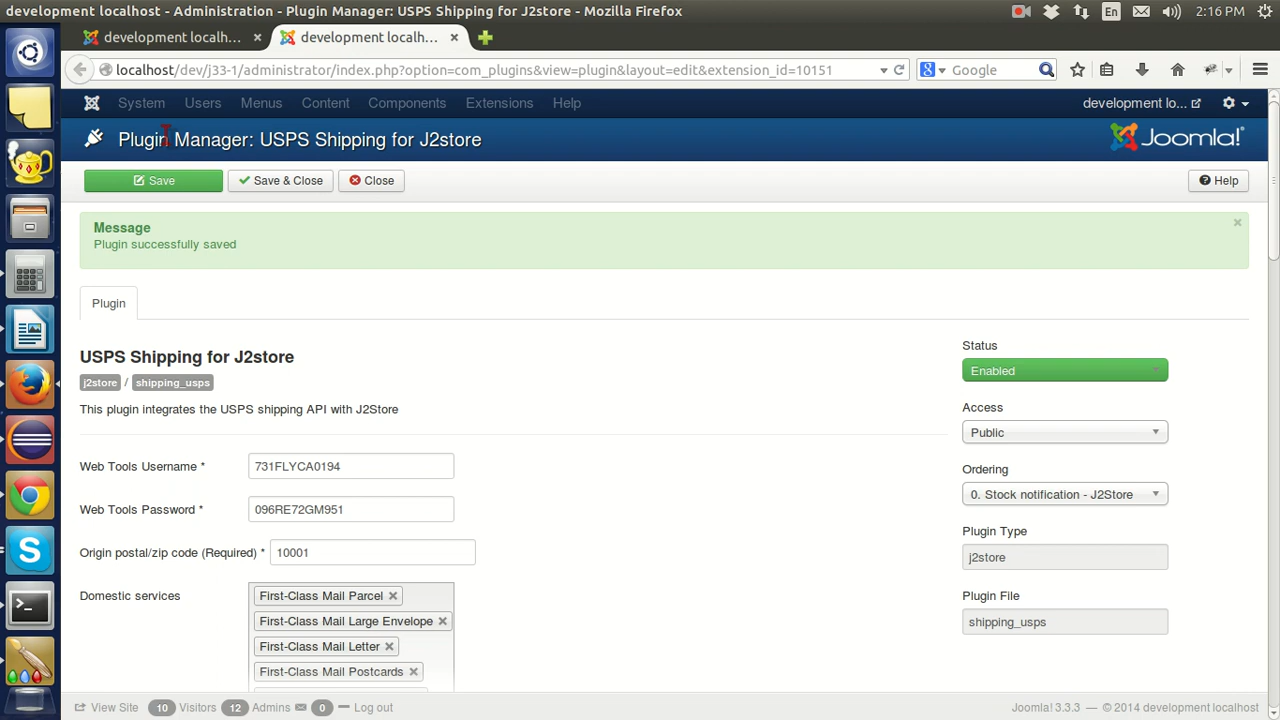 development localhost - Administration - Plugin Manager: USPS Shipping for J2store - Mozilla Firefox
En
2:16 PM
development localh...
development localh...
localhost/dev/j33-1/administrator/index.php?option=com_plugins&view=plugin&layout=edit&extension_id=10151
Google
System Users Menus Content Components Extensions Help
development lo...
Plugin Manager: USPS Shipping for J2store
Joomla!
Save
Save & Close
Close
Help
Message
Plugin successfully saved
Plugin
USPS Shipping for J2store
j2store / shipping_usps
This plugin integrates the USPS shipping API with J2Store
Web Tools Username * 731FLYCA0194
Web Tools Password * 096RE72GM951
Origin postal/zip code (Required) * 10001
Domestic services
First-Class Mail Parcel
First-Class Mail Large Envelope
First-Class Mail Letter
First-Class Mail Postcards
Status
Enabled
Access
Public
Ordering
0. Stock notification - J2Store
Plugin Type
j2store
Plugin File
shipping_usps
View Site 10 Visitors 12 Admins 0 Log out
Joomla! 3.3.3 — © 2014 development localhost